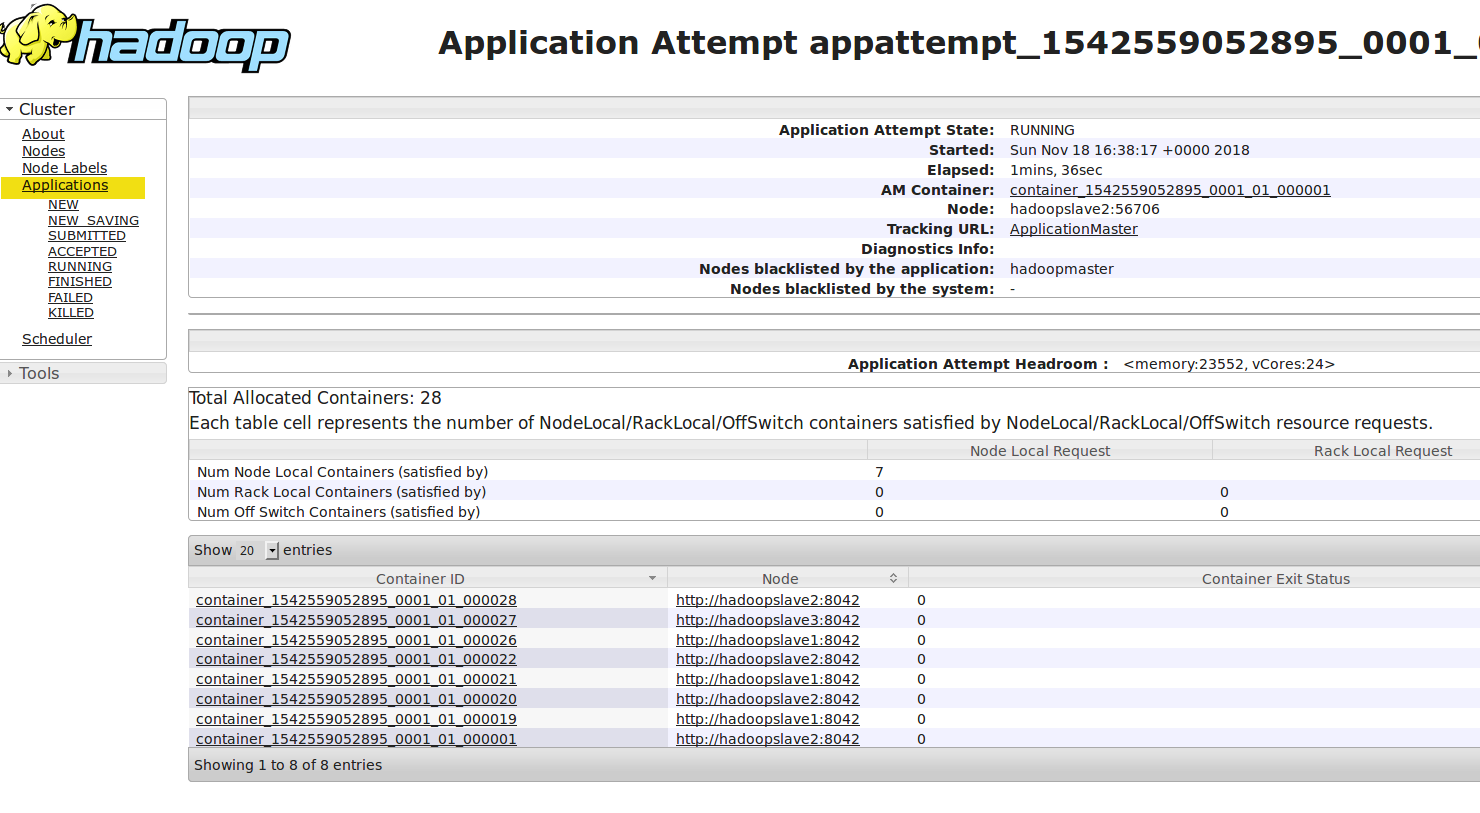 hadoop
Application Attempt appattempt_1542559052895_0001_
Cluster
About
Nodes
Node Labels
Applications
NEW
NEW_SAVING
SUBMITTED
ACCEPTED
RUNNING
FINISHED
FAILED
KILLED
Scheduler
Tools
Application Attempt State: RUNNING
Started: Sun Nov 18 16:38:17 +0000 2018
Elapsed: 1mins, 36sec
AM Container: container_1542559052895_0001_01_000001
Node: hadoopslave2:56706
Tracking URL: ApplicationMaster
Diagnostics Info:
Nodes blacklisted by the application: hadoopmaster
Nodes blacklisted by the system: -
Application Attempt Headroom : <memory:23552, vCores:24>
Total Allocated Containers: 28
Each table cell represents the number of NodeLocal/RackLocal/OffSwitch containers satisfied by NodeLocal/RackLocal/OffSwitch resource requests.
Node Local Request Rack Local Request
Num Node Local Containers (satisfied by) 7
Num Rack Local Containers (satisfied by) 0 0
Num Off Switch Containers (satisfied by) 0 0
Show 20 entries
Container ID Node Container Exit Status
container_1542559052895_0001_01_000028 http://hadoopslave2:8042 0
container_1542559052895_0001_01_000027 http://hadoopslave3:8042 0
container_1542559052895_0001_01_000026 http://hadoopslave1:8042 0
container_1542559052895_0001_01_000022 http://hadoopslave2:8042 0
container_1542559052895_0001_01_000021 http://hadoopslave1:8042 0
container_1542559052895_0001_01_000020 http://hadoopslave2:8042 0
container_1542559052895_0001_01_000019 http://hadoopslave1:8042 0
container_1542559052895_0001_01_000001 http://hadoopslave2:8042 0
Showing 1 to 8 of 8 entries